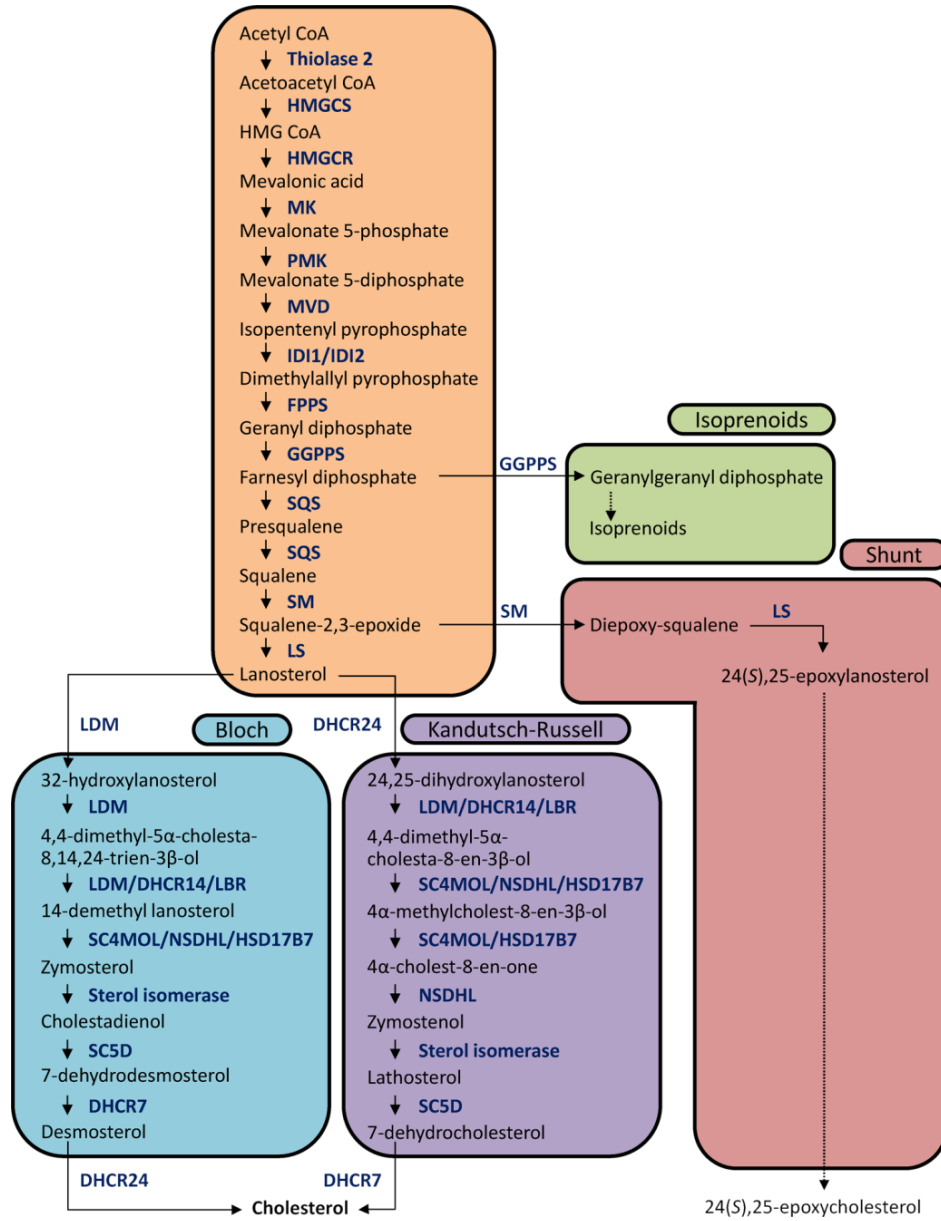 Acetyl CoA
Thiolase 2
Acetoacetyl CoA
HMGCS
HMG CoA
HMGCR
Mevalonic acid
MK
Mevalonate 5-phosphate
PMK
Mevalonate 5-diphosphate
MVD
Isopentenyl pyrophosphate
IDI1/IDI2
Dimethylallyl pyrophosphate
FPPS
Geranyl diphosphate
GGPPS
Farnesyl diphosphate
SQS
Presqualene
SQS
Squalene
SM
Squalene-2,3-epoxide
LS
Lanosterol
Isoprenoids
GGPPS
Geranylgeranyl diphosphate
Isoprenoids
Shunt
SM
Diepoxy-squalene
LS
24(S),25-epoxylanosterol
24(S),25-epoxycholesterol
LDM
Bloch
32-hydroxylanosterol
LDM
4,4-dimethyl-5α-cholesta-
8,14,24-trien-3β-ol
LDM/DHCR14/LBR
14-demethyl lanosterol
SC4MOL/NSDHL/HSD17B7
Zymosterol
Sterol isomerase
Cholestadienol
SC5D
7-dehydrodesmosterol
DHCR7
Desmosterol
DHCR24
DHCR24
Kandutsch-Russell
24,25-dihydroxylanosterol
LDM/DHCR14/LBR
4,4-dimethyl-5α-
cholesta-8-en-3β-ol
SC4MOL/NSDHL/HSD17B7
4α-methylcholest-8-en-3β-ol
SC4MOL/HSD17B7
4α-cholest-8-en-one
NSDHL
Zymostenol
Sterol isomerase
Lathosterol
SC5D
7-dehydrocholesterol
DHCR7
Cholesterol